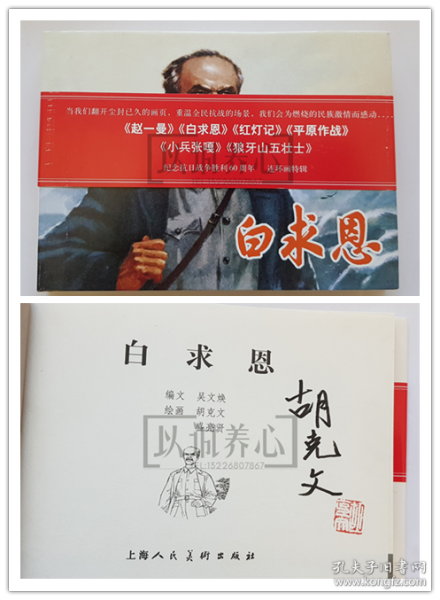 当我们翻开尘封已久的画页,重温全民抗战的场景,我们会为燃烧的民族激情而感动……
《赵一曼》《白求恩》《红灯记》《平原作战》
《小兵张嘎》《狼牙山五壮士》
纪念抗日战争胜利60周年 连环画特辑
以侃养心
白求恩
白求恩
编文 吴文焕
绘画 胡克文
胡克文
以侃养心
TEL:13226807867
上海人民美术出版社
孔夫子旧书网
www.kongfz.com